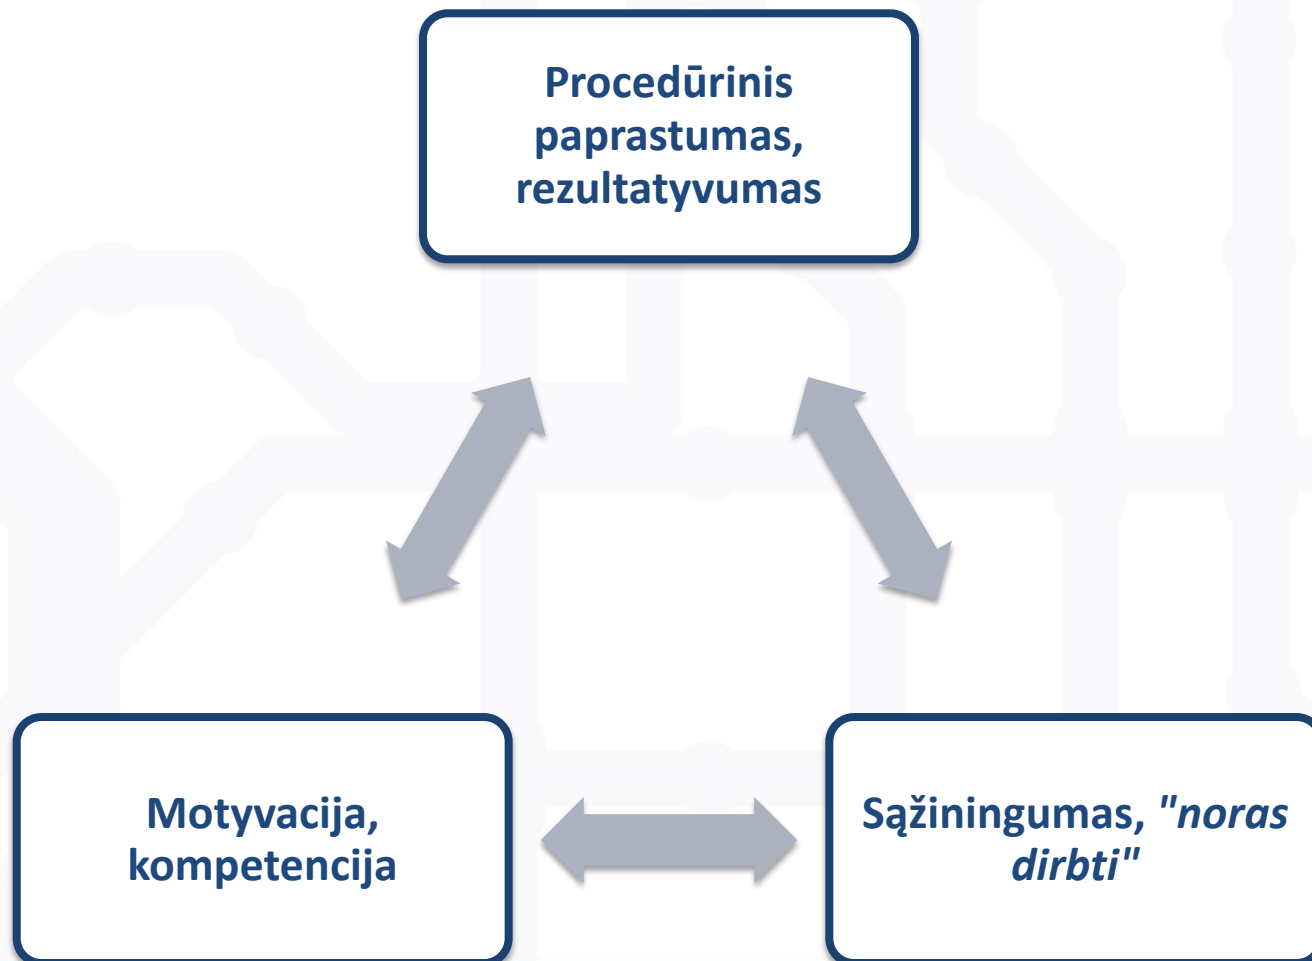 Procedūrinis
paprastumas,
rezultatyvumas
Motyvacija,
kompetencija
Sąžiningumas, "noras
dirbti"